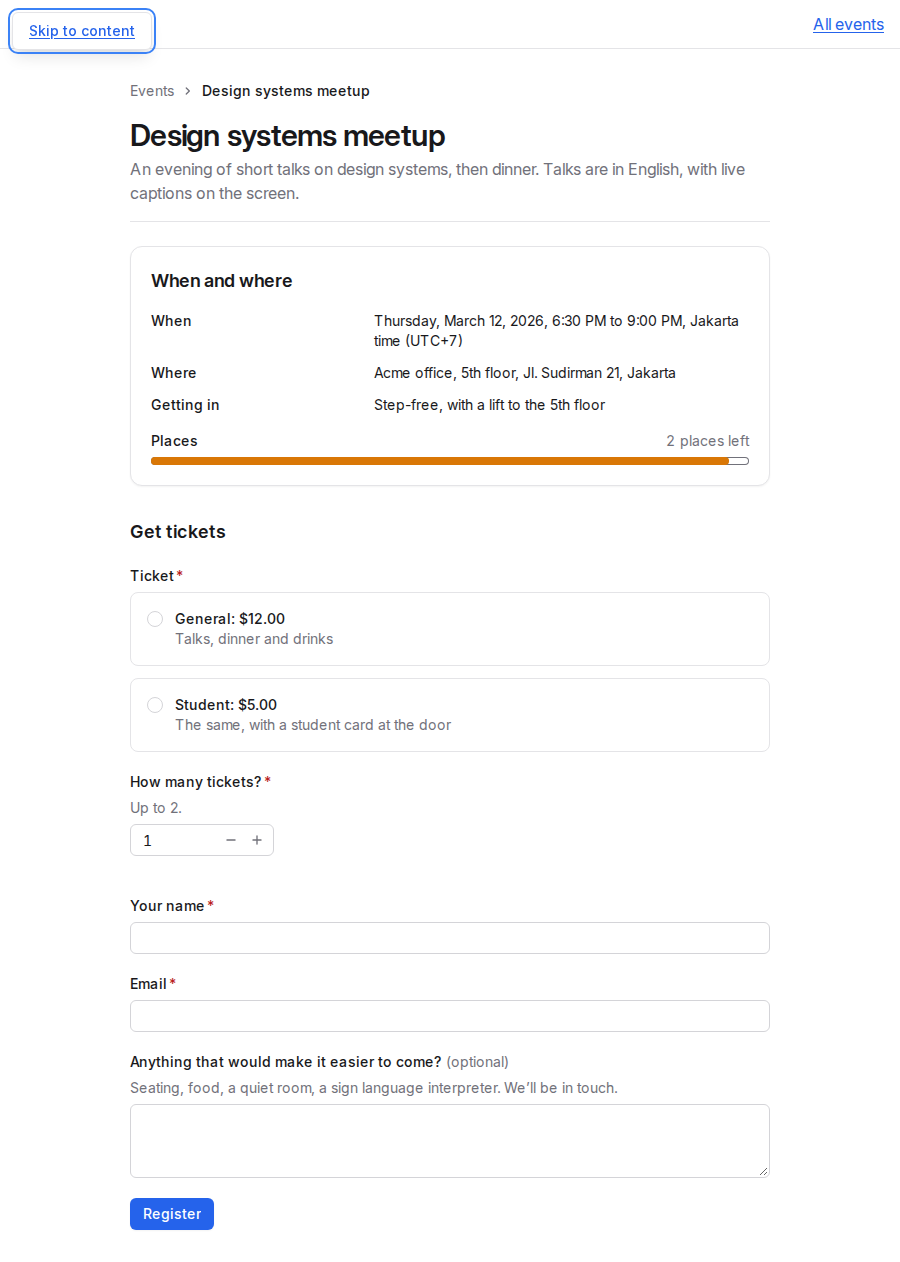 Skip to content
All events
Events
Design systems meetup
Design systems meetup
An evening of short talks on design systems, then dinner. Talks are in English, with live
captions on the screen.
When and where
When
Thursday, March 12, 2026, 6:30 PM to 9:00 PM, Jakarta
time (UTC+7)
Where
Acme office, 5th floor, Jl. Sudirman 21, Jakarta
Getting in
Step-free, with a lift to the 5th floor
Places
2 places left
Get tickets
Ticket *
General: $12.00
Talks, dinner and drinks
Student: $5.00
The same, with a student card at the door
How many tickets? *
Up to 2.
1
Your name *
Email *
Anything that would make it easier to come? (optional)
Seating, food, a quiet room, a sign language interpreter. We’ll be in touch.
Register